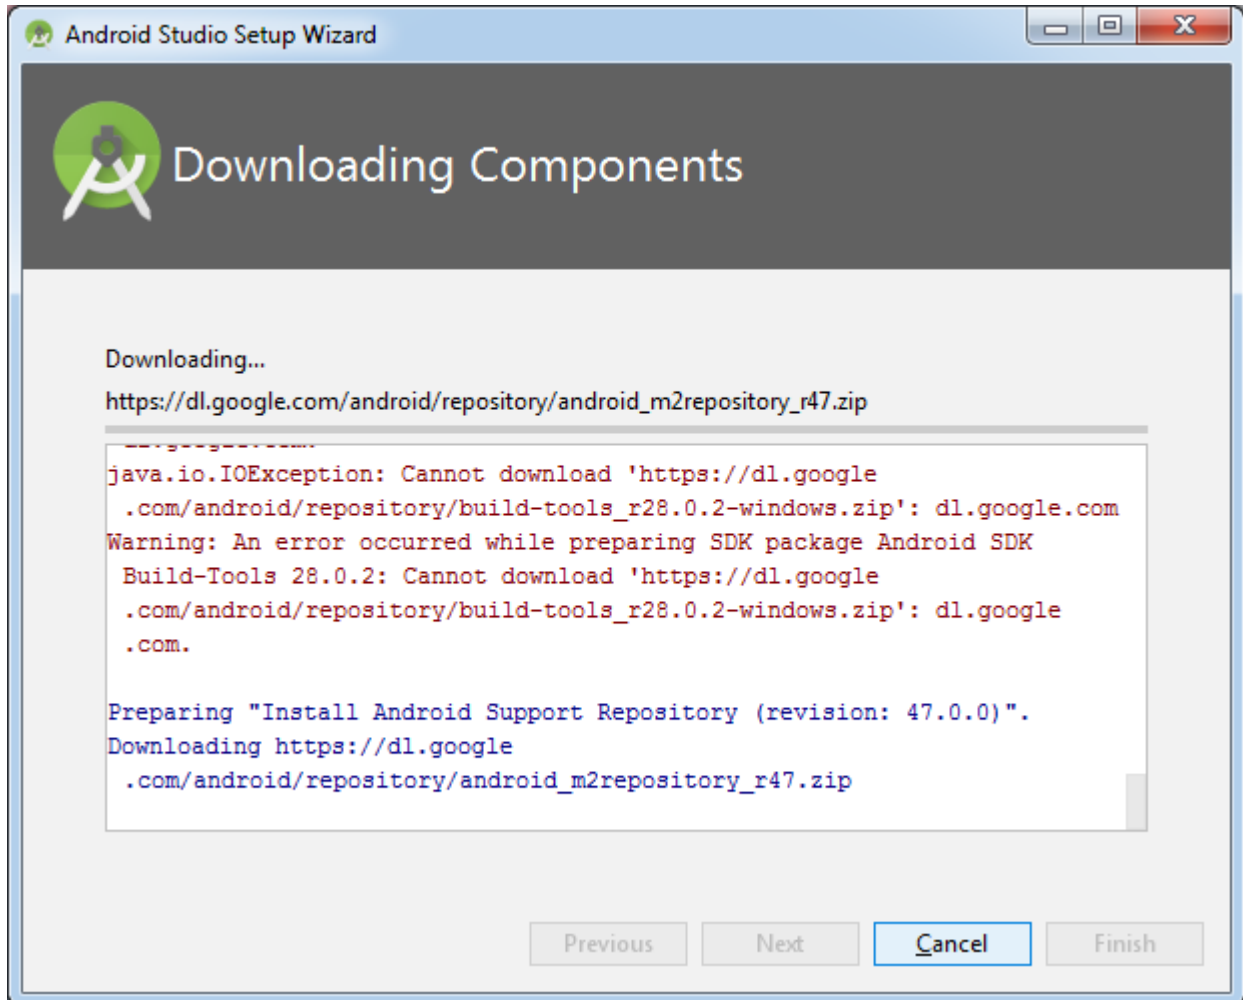 Android Studio Setup Wizard
Downloading Components
Downloading...
https://dl.google.com/android/repository/android_m2repository_r47.zip
java.io.IOException: Cannot download 'https://dl.google
.com/android/repository/build-tools_r28.0.2-windows.zip': dl.google.com
Warning: An error occurred while preparing SDK package Android SDK
Build-Tools 28.0.2: Cannot download 'https://dl.google
.com/android/repository/build-tools_r28.0.2-windows.zip': dl.google
.com.
Preparing "Install Android Support Repository (revision: 47.0.0)".
Downloading https://dl.google
.com/android/repository/android_m2repository_r47.zip
Previous
Next
Cancel
Finish